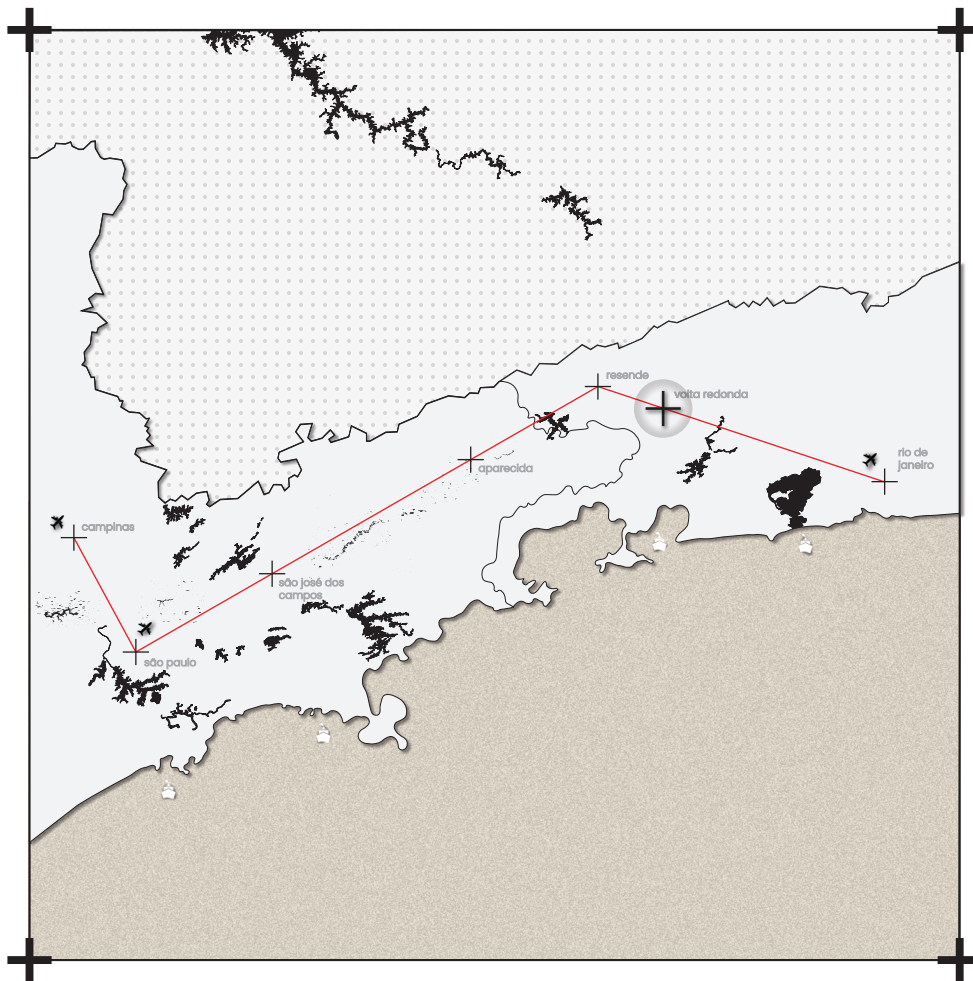 resende
volta redonda
rio de
janeiro
aparecida
campinas
são josé dos
campos
são paulo